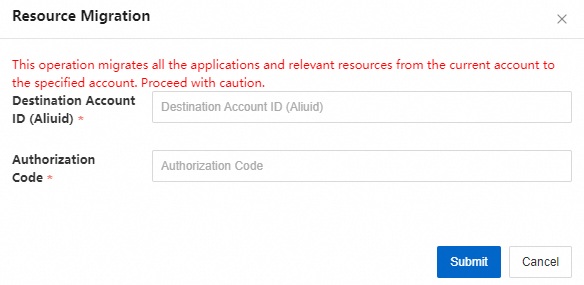 Resource Migration
This operation migrates all the applications and relevant resources from the current account to
the specified account. Proceed with caution.
Destination Account
ID (Aliuid) *
Destination Account ID (Aliuid)
Authorization
Code *
Authorization Code
Submit
Cancel